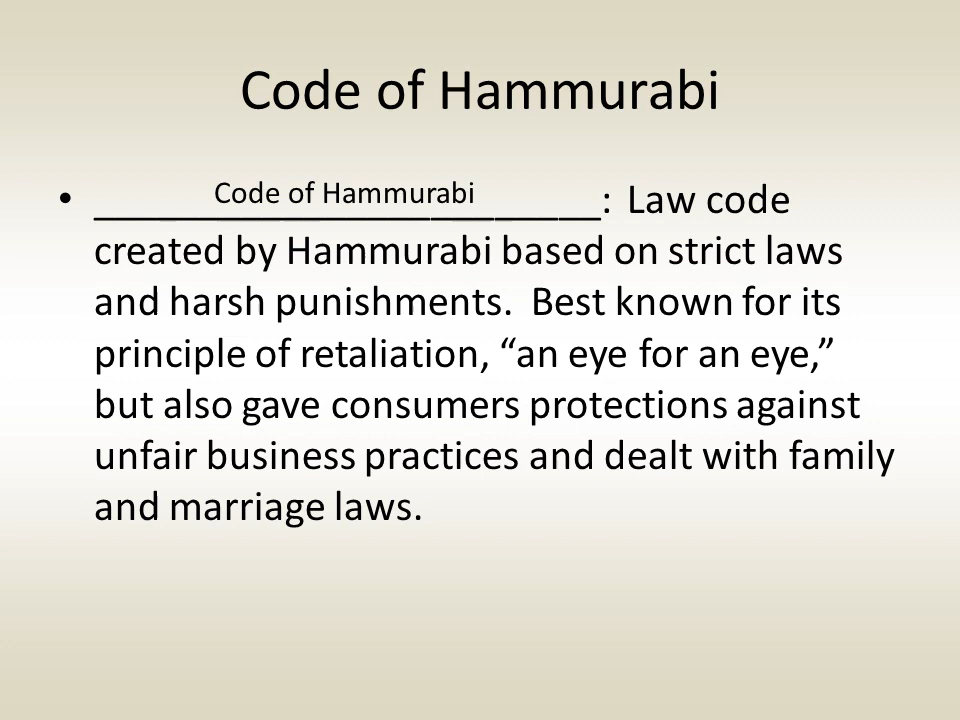 Code of Hammurabi
• Code of Hammurabi: Law code
created by Hammurabi based on strict laws
and harsh punishments. Best known for its
principle of retaliation, “an eye for an eye,”
but also gave consumers protections against
unfair business practices and dealt with family
and marriage laws.